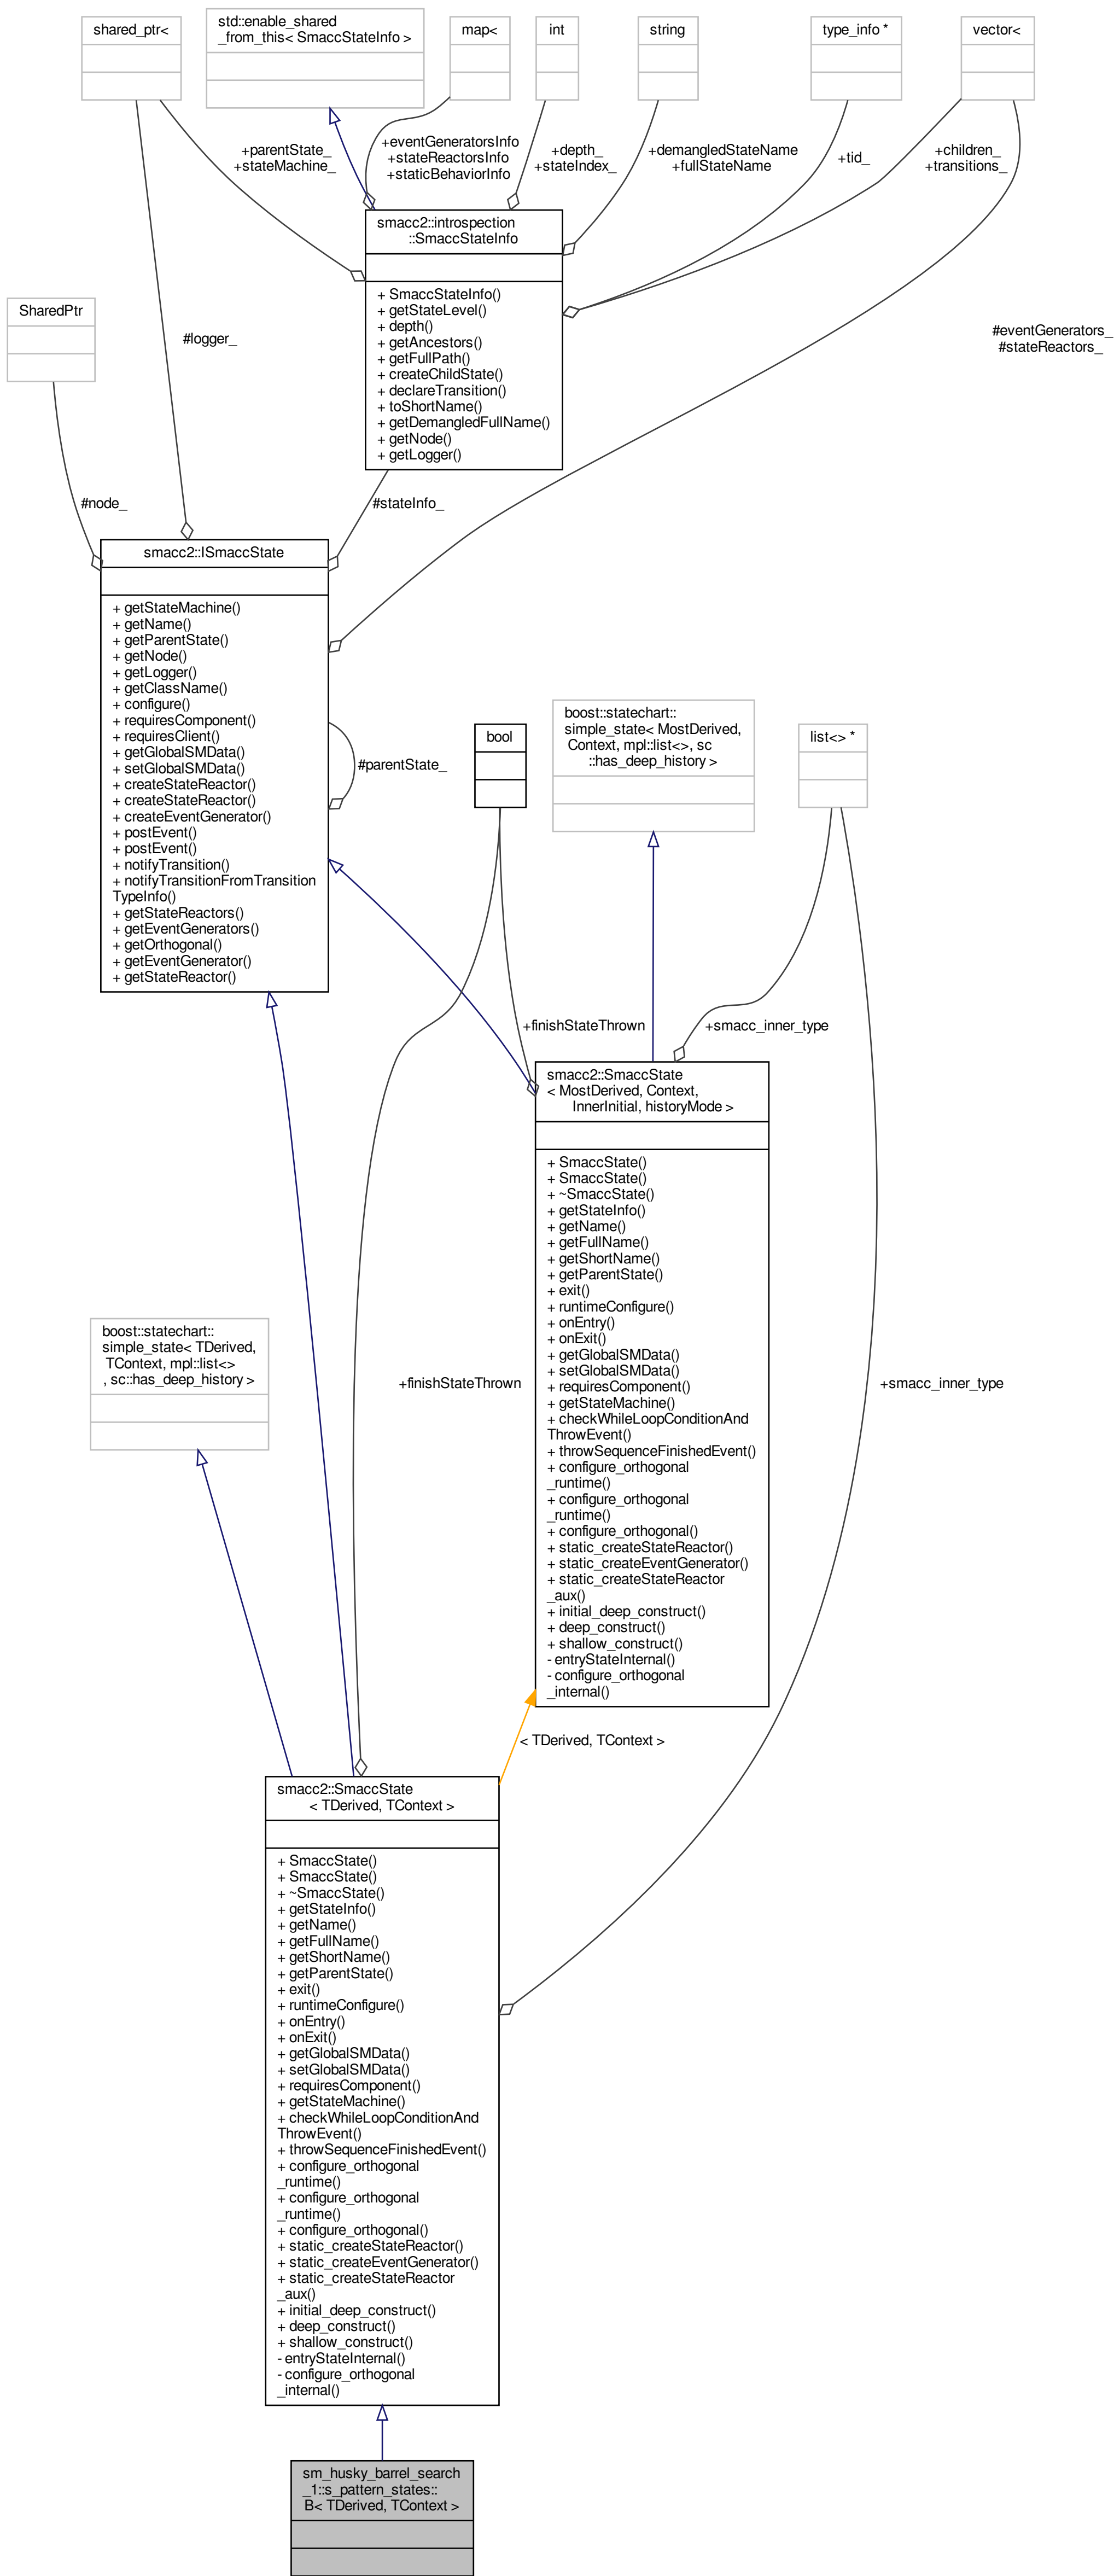 shared_ptr<
std::enable_shared
_from_this< SmaccStateInfo >
map<
int
string
type_info *
vector<
+parentState_
+stateMachine_
+eventGeneratorsInfo
+stateReactorsInfo
+staticBehaviorInfo
+depth_
+stateIndex_
+demangledStateName
+fullStateName
+tid_
+children_
+transitions_
smacc2::introspection
::SmaccStateInfo
+ SmaccStateInfo()
+ getStateLevel()
+ depth()
+ getAncestors()
+ getFullPath()
+ createChildState()
+ declareTransition()
+ toShortName()
+ getDemangledFullName()
+ getNode()
+ getLogger()
SharedPtr
#logger_
#eventGenerators_
#stateReactors_
#node_
#stateInfo_
smacc2::ISmaccState
+ getStateMachine()
+ getName()
+ getParentState()
+ getNode()
+ getLogger()
+ getClassName()
+ configure()
+ requiresComponent()
+ requiresClient()
+ getGlobalSMData()
+ setGlobalSMData()
+ createStateReactor()
+ createStateReactor()
+ createEventGenerator()
+ postEvent()
+ postEvent()
+ notifyTransition()
+ notifyTransitionFromTransition
TypeInfo()
+ getStateReactors()
+ getEventGenerators()
+ getOrthogonal()
+ getEventGenerator()
+ getStateReactor()
#parentState_
bool
boost::statechart::
simple_state< MostDerived,
Context, mpl::list<>, sc
::has_deep_history >
list<> *
+finishStateThrown
+smacc_inner_type
smacc2::SmaccState
< MostDerived, Context,
InnerInitial, historyMode >
+ SmaccState()
+ SmaccState()
+ ~SmaccState()
+ getStateInfo()
+ getName()
+ getFullName()
+ getShortName()
+ getParentState()
+ exit()
+ runtimeConfigure()
+ onEntry()
+ onExit()
+ getGlobalSMData()
+ setGlobalSMData()
+ requiresComponent()
+ getStateMachine()
+ checkWhileLoopConditionAnd
ThrowEvent()
+ throwSequenceFinishedEvent()
+ configure_orthogonal
_runtime()
+ configure_orthogonal
_runtime()
+ configure_orthogonal()
+ static_createStateReactor()
+ static_createEventGenerator()
+ static_createStateReactor
_aux()
+ initial_deep_construct()
+ deep_construct()
+ shallow_construct()
- entryStateInternal()
- configure_orthogonal
_internal()
boost::statechart::
simple_state< TDerived,
TContext, mpl::list<>
, sc::has_deep_history >
+finishStateThrown
+smacc_inner_type
< TDerived, TContext >
smacc2::SmaccState
< TDerived, TContext >
+ SmaccState()
+ SmaccState()
+ ~SmaccState()
+ getStateInfo()
+ getName()
+ getFullName()
+ getShortName()
+ getParentState()
+ exit()
+ runtimeConfigure()
+ onEntry()
+ onExit()
+ getGlobalSMData()
+ setGlobalSMData()
+ requiresComponent()
+ getStateMachine()
+ checkWhileLoopConditionAnd
ThrowEvent()
+ throwSequenceFinishedEvent()
+ configure_orthogonal
_runtime()
+ configure_orthogonal
_runtime()
+ configure_orthogonal()
+ static_createStateReactor()
+ static_createEventGenerator()
+ static_createStateReactor
_aux()
+ initial_deep_construct()
+ deep_construct()
+ shallow_construct()
- entryStateInternal()
- configure_orthogonal
_internal()
sm_husky_barrel_search
_1::s_pattern_states::
B< TDerived, TContext >